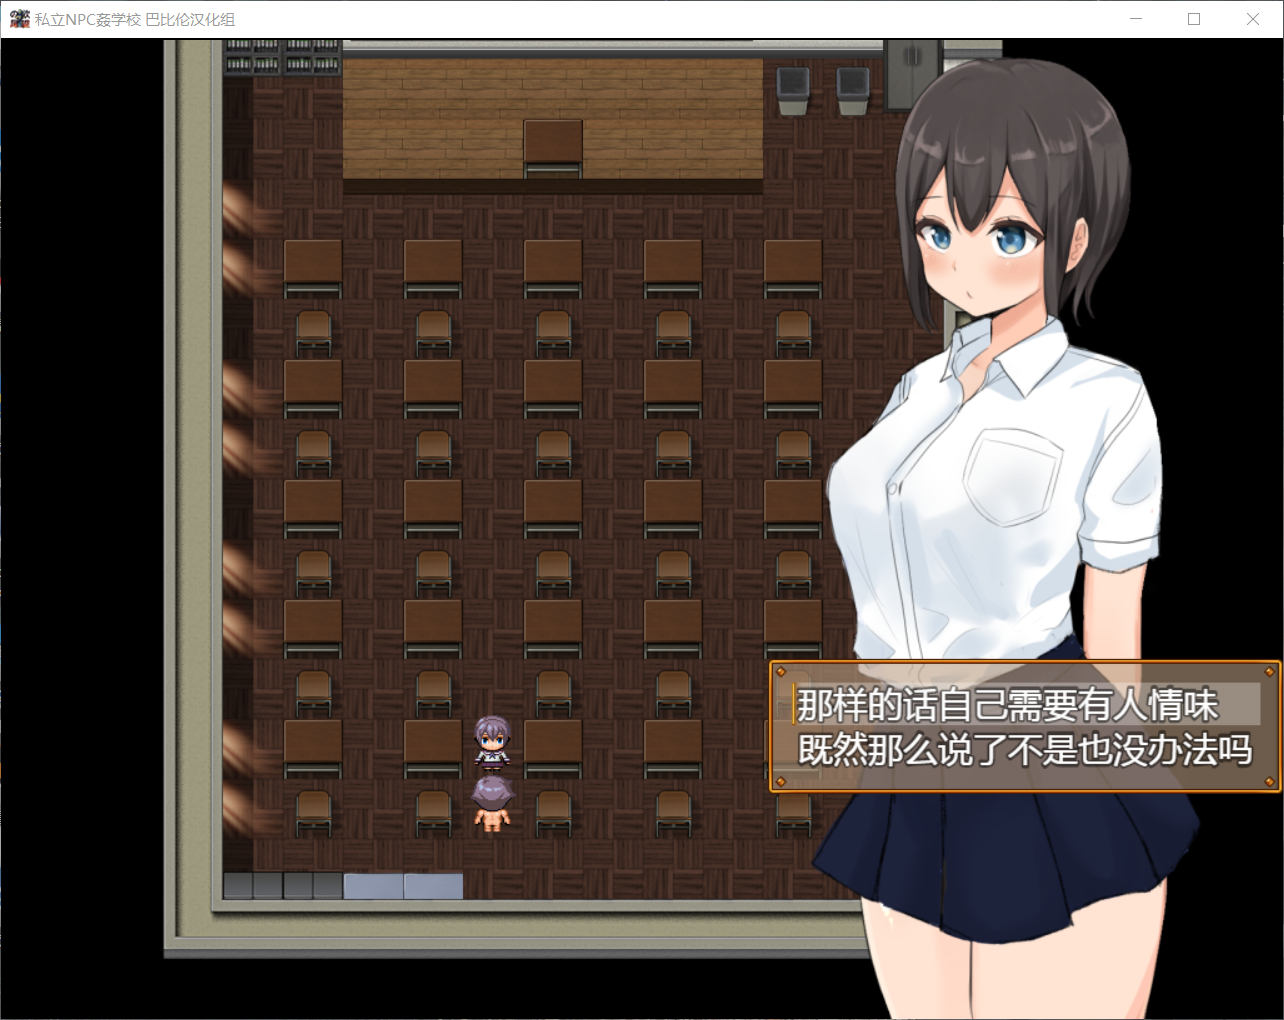 私立NPC姦学校 巴比伦汉化组
那样的话自己需要有人情味
既然那么说了不是也没办法吗